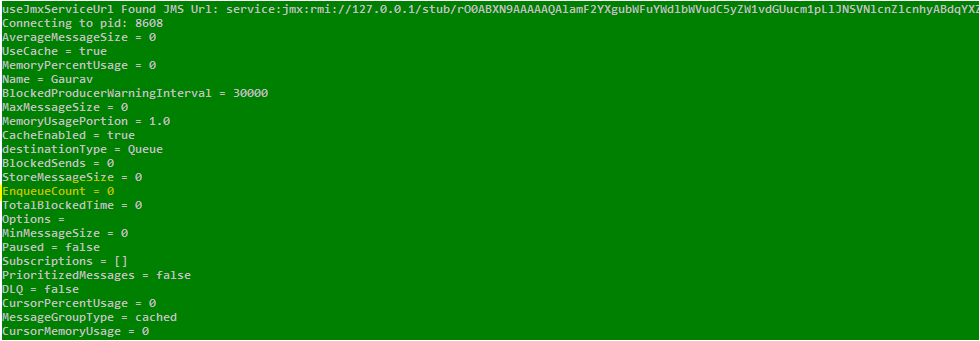 useJmxServiceUrl Found JMS Url: service:jmx:rmi://127.0.0.1/stub/rO0ABXN9AAAAAQAlamF2YXgubWFuYWdlbWVudC5yZW1vdGUucm1pLlJNSVNlcnZlcnhyABdqYXZ
Connecting to pid: 8608
AverageMessageSize = 0
UseCache = true
MemoryPercentUsage = 0
Name = Gaurav
BlockedProducerWarningInterval = 30000
MaxMessageSize = 0
MemoryUsagePortion = 1.0
CacheEnabled = true
destinationType = Queue
BlockedSends = 0
StoreMessageSize = 0
EnqueueCount = 0
TotalBlockedTime = 0
Options =
MinMessageSize = 0
Paused = false
Subscriptions = []
PrioritizedMessages = false
DLQ = false
CursorPercentUsage = 0
MessageGroupType = cached
CursorMemoryUsage = 0